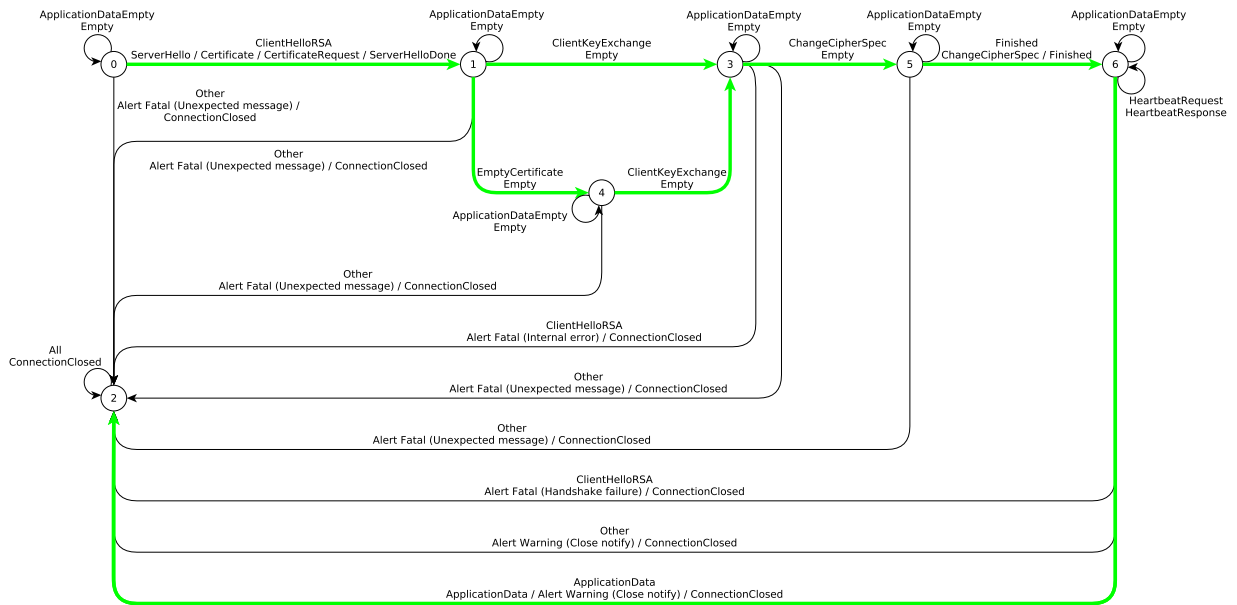 ApplicationDataEmpty
Empty
ApplicationDataEmpty
Empty
ApplicationDataEmpty
Empty
ApplicationDataEmpty
Empty
ApplicationDataEmpty
Empty
ClientHelloRSA
ServerHello / Certificate / CertificateRequest / ServerHelloDone
ClientKeyExchange
Empty
ChangeCipherSpec
Empty
Finished
ChangeCipherSpec / Finished
0
1
3
5
6
Other
Alert Fatal (Unexpected message) /
ConnectionClosed
HeartbeatRequest
HeartbeatResponse
Other
Alert Fatal (Unexpected message) / ConnectionClosed
EmptyCertificate
Empty
4
ClientKeyExchange
Empty
ApplicationDataEmpty
Empty
Other
Alert Fatal (Unexpected message) / ConnectionClosed
ClientHelloRSA
Alert Fatal (Internal error) / ConnectionClosed
All
ConnectionClosed
2
Other
Alert Fatal (Unexpected message) / ConnectionClosed
Other
Alert Fatal (Unexpected message) / ConnectionClosed
ClientHelloRSA
Alert Fatal (Handshake failure) / ConnectionClosed
Other
Alert Warning (Close notify) / ConnectionClosed
ApplicationData
ApplicationData / Alert Warning (Close notify) / ConnectionClosed